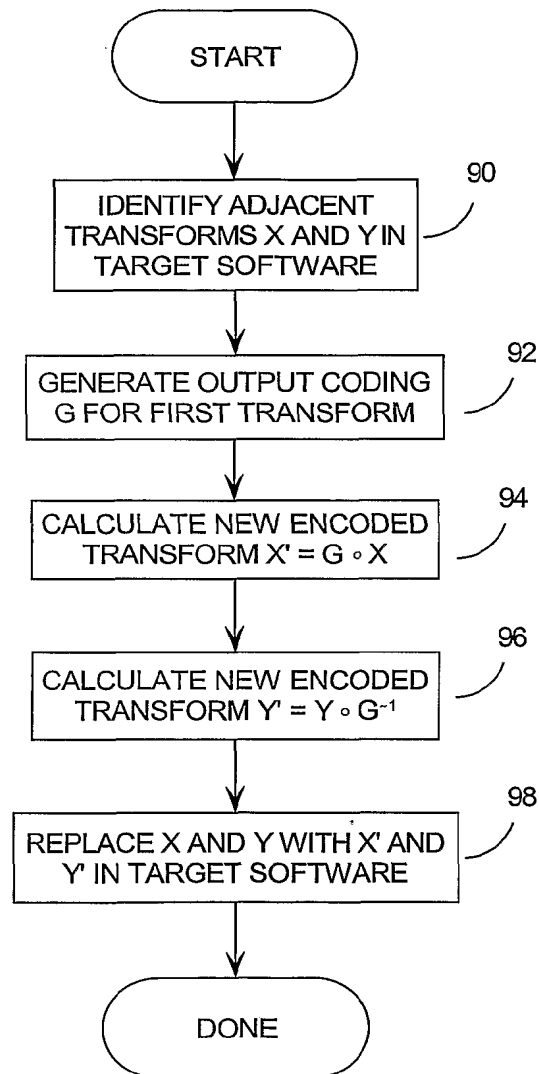 START
IDENTIFY ADJACENT
TRANSFORMS X AND Y IN
TARGET SOFTWARE
90
GENERATE OUTPUT CODING
G FOR FIRST TRANSFORM
92
CALCULATE NEW ENCODED
TRANSFORM X' = G ∘ X
94
CALCULATE NEW ENCODED
TRANSFORM Y' = Y ∘ G⁻¹
96
REPLACE X AND Y WITH X' AND
Y' IN TARGET SOFTWARE
98
DONE